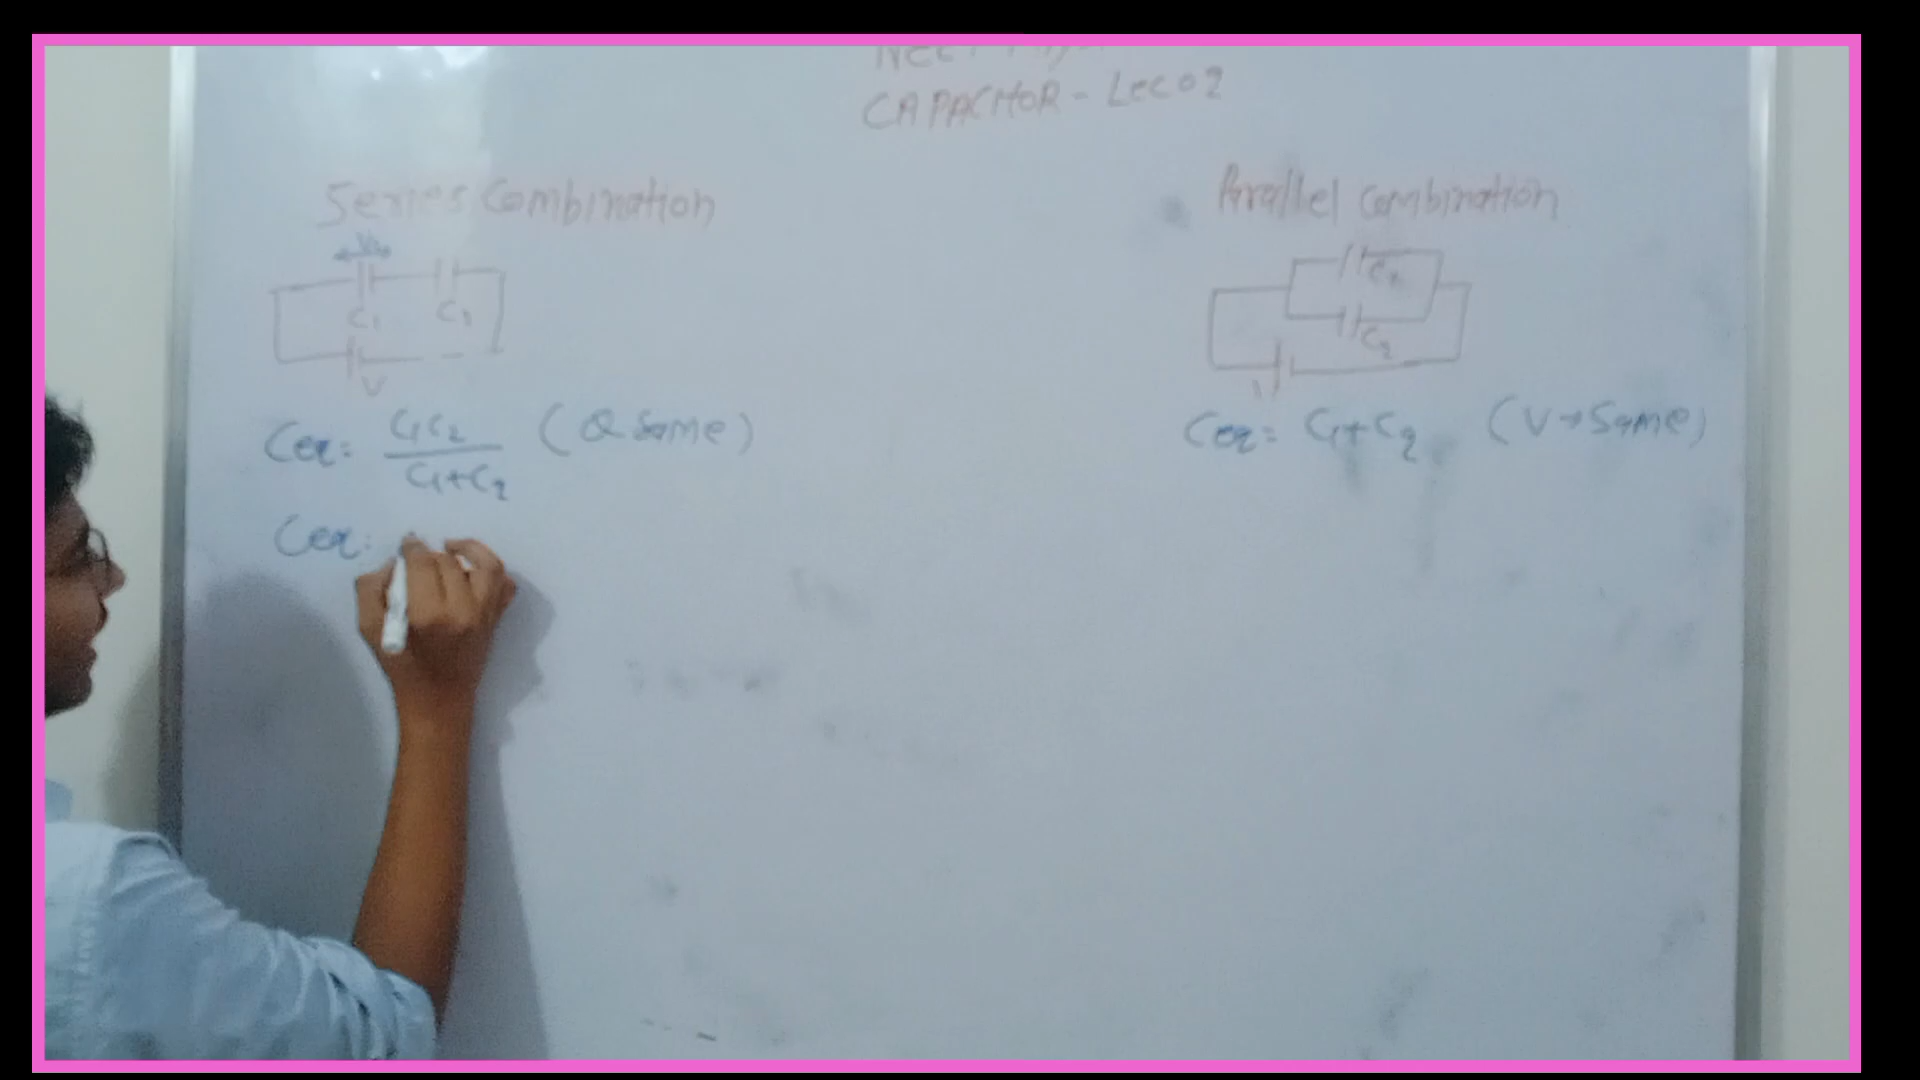 CAPACITOR - Lec 02
Series Combination
C₁
V
Ceq = C₁C₂ / C₁+C₂ (Q Same)
Ceq =
Parallel combination
C₁
C₂
Ceq = C₁+C₂ (V→Same)